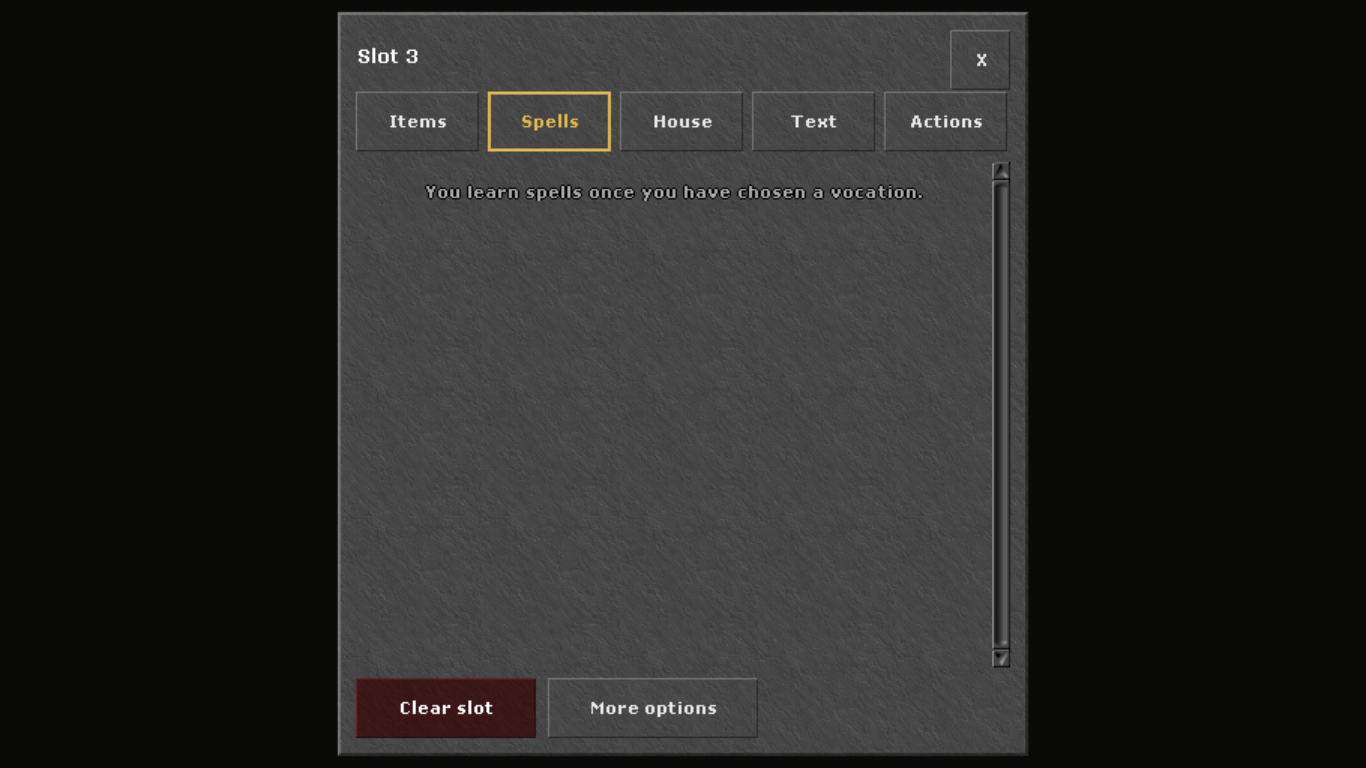 Slot 3
x
Items
Spells
House
Text
Actions
You learn spells once you have chosen a vocation.
Clear slot
More options